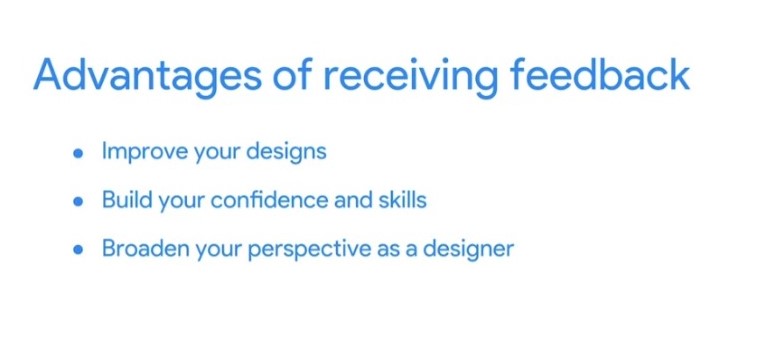 Advantages of receiving feedback
• Improve your designs
• Build your confidence and skills
• Broaden your perspective as a designer